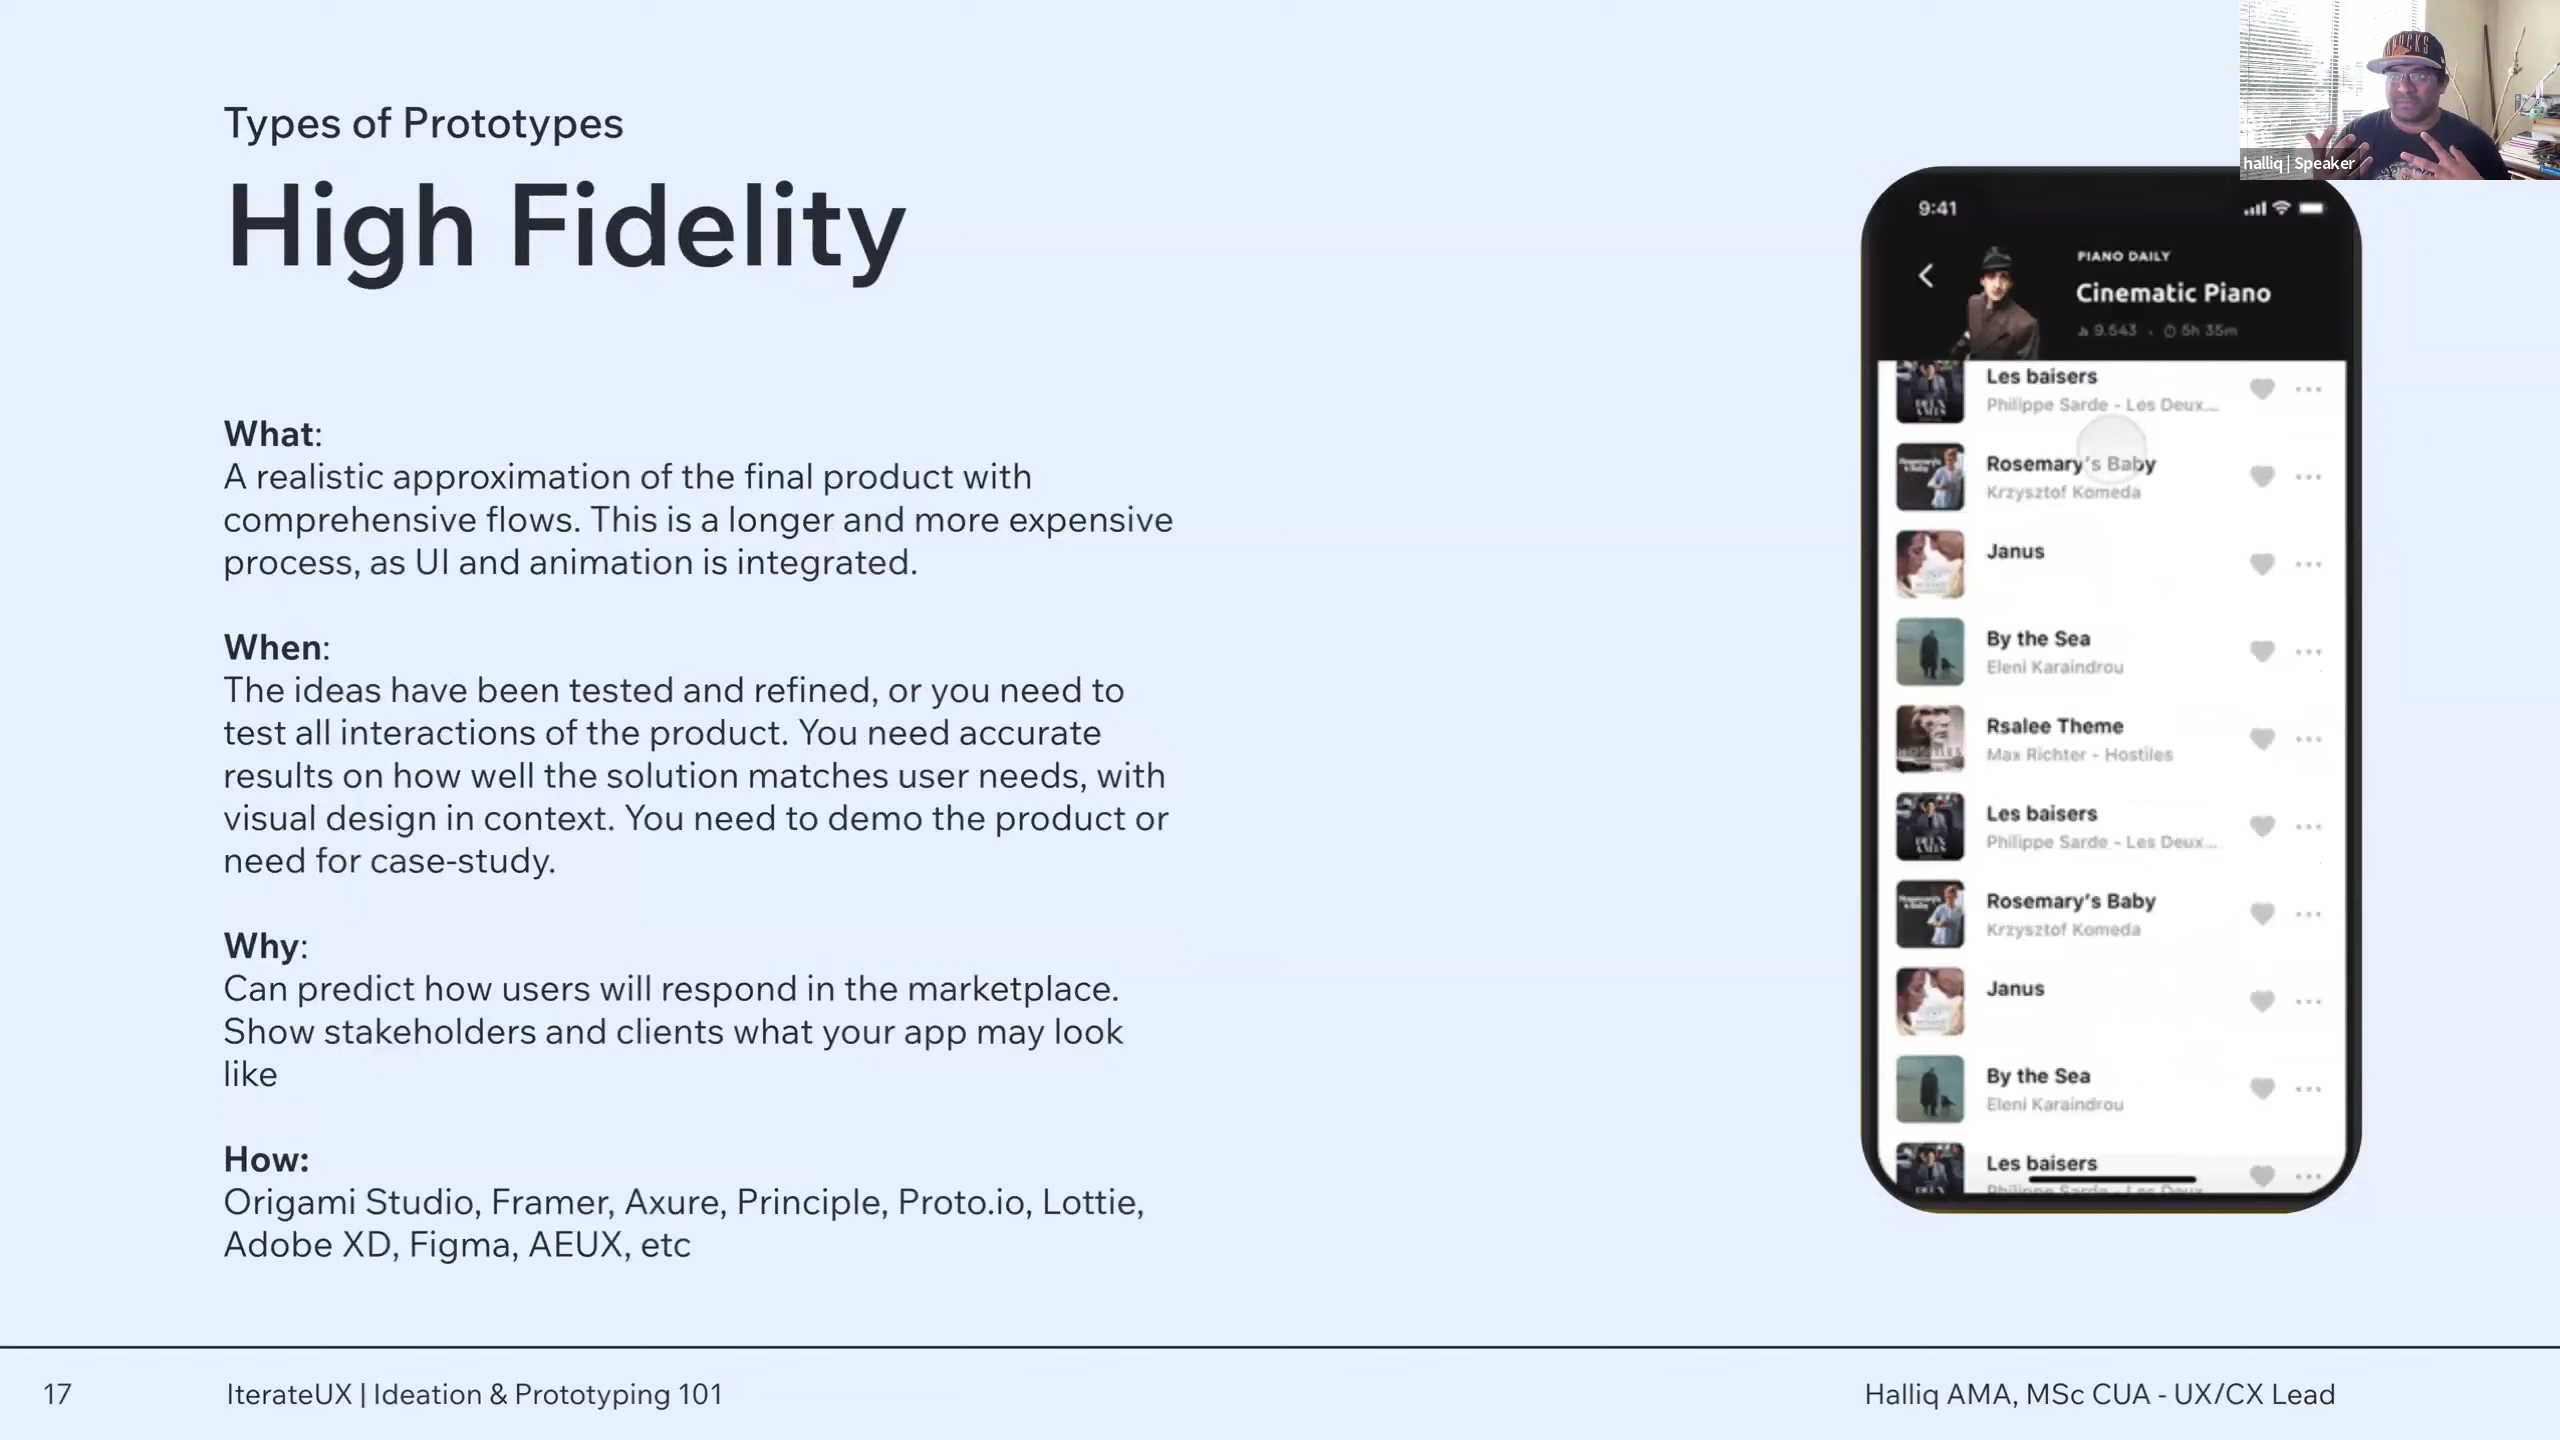 Types of Prototypes
High Fidelity
What:
A realistic approximation of the final product with
comprehensive flows. This is a longer and more expensive
process, as UI and animation is integrated.
When:
The ideas have been tested and refined, or you need to
test all interactions of the product. You need accurate
results on how well the solution matches user needs, with
visual design in context. You need to demo the product or
need for case-study.
Why:
Can predict how users will respond in the marketplace.
Show stakeholders and clients what your app may look
like
How:
Origami Studio, Framer, Axure, Principle, Proto.io, Lottie,
Adobe XD, Figma, AEUX, etc
halliq | Speaker
9:41
PIANO DAILY
Cinematic Piano
9.543 • 5h 35m
Les baisers
Philippe Sarde - Les Deux...
Rosemary's Baby
Krzysztof Komeda
Janus
By the Sea
Eleni Karaindrou
Rsalee Theme
Max Richter - Hostiles
Les baisers
Philippe Sarde - Les Deux...
Rosemary's Baby
Krzysztof Komeda
Janus
By the Sea
Eleni Karaindrou
Les baisers
Philippe Sarde - Les Deux...
17
IterateUX | Ideation & Prototyping 101
Halliq AMA, MSc CUA - UX/CX Lead